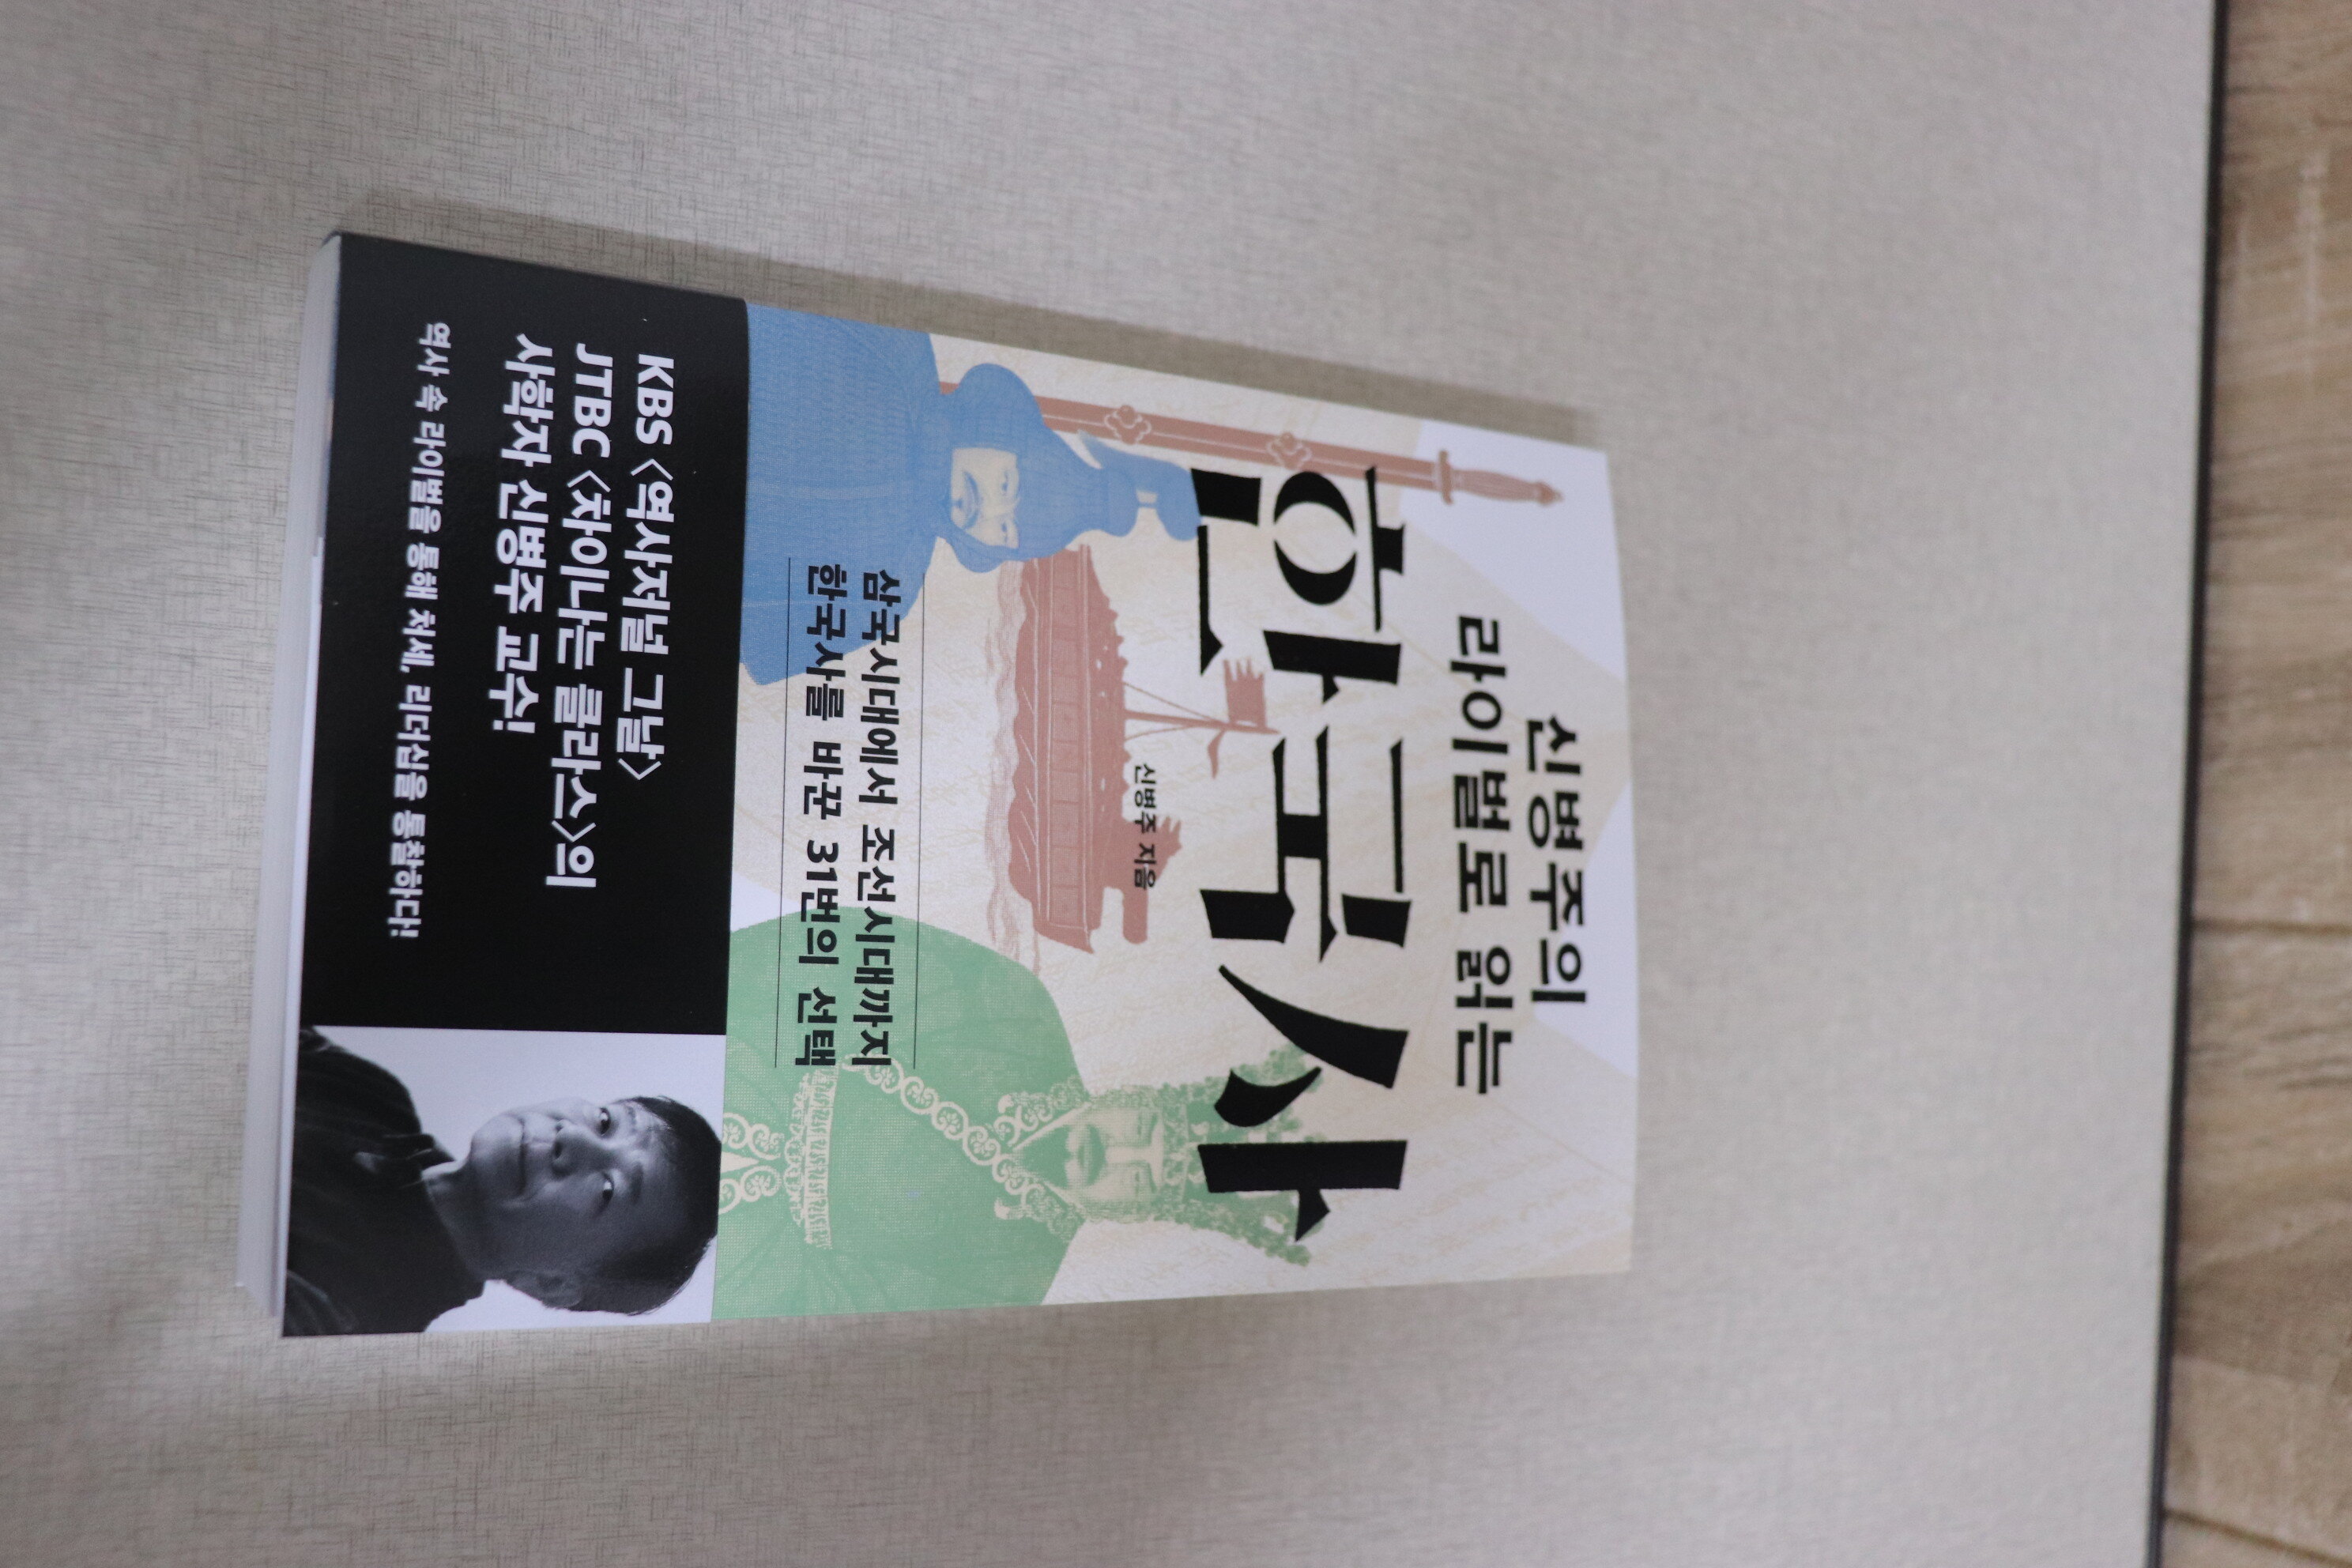 신병주의
라이벌로 읽는
한국사
신병주 지음
삼국시대에서 조선시대까지
한국사를 바꾼 31번의 선택
KBS <역사저널 그날>
JTBC <차이나는 클라스>의
사학자 신병주 교수!
역사 속 라이벌을 통해 처세, 리더십을 통찰하다!